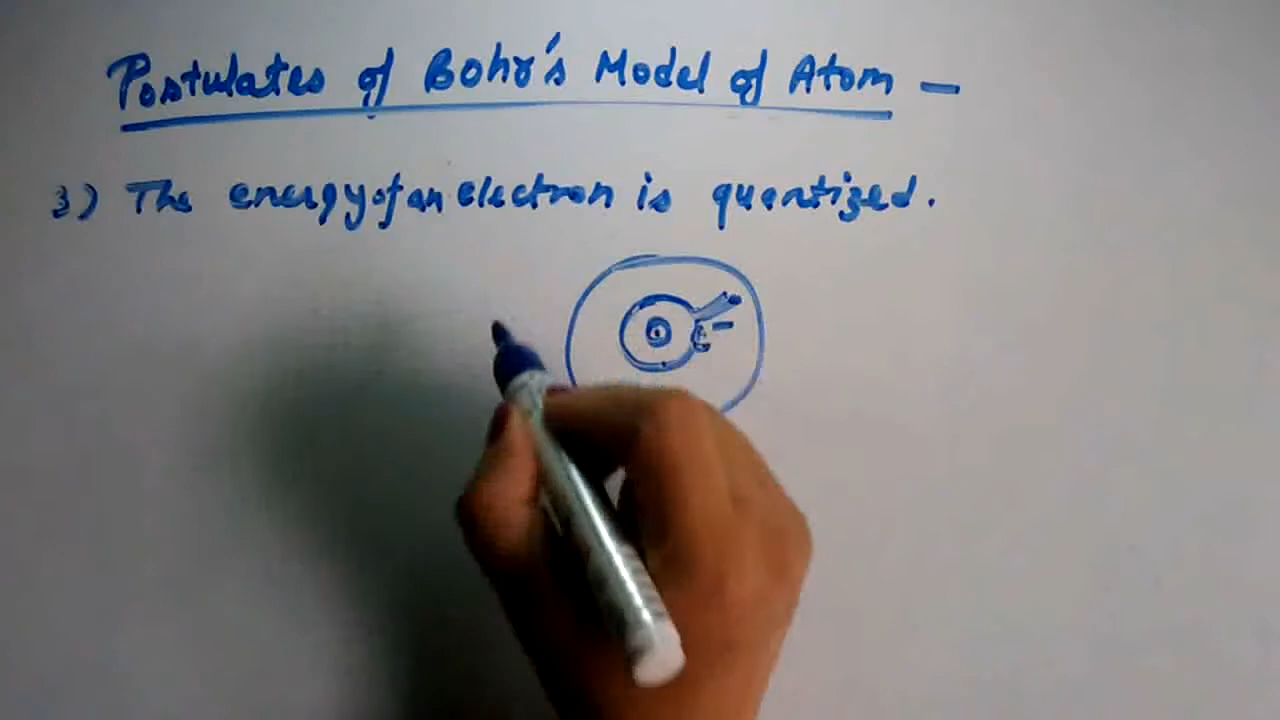 Postulates of Bohr's Model of Atom –
3) The energy of an electron is quantized.
e-